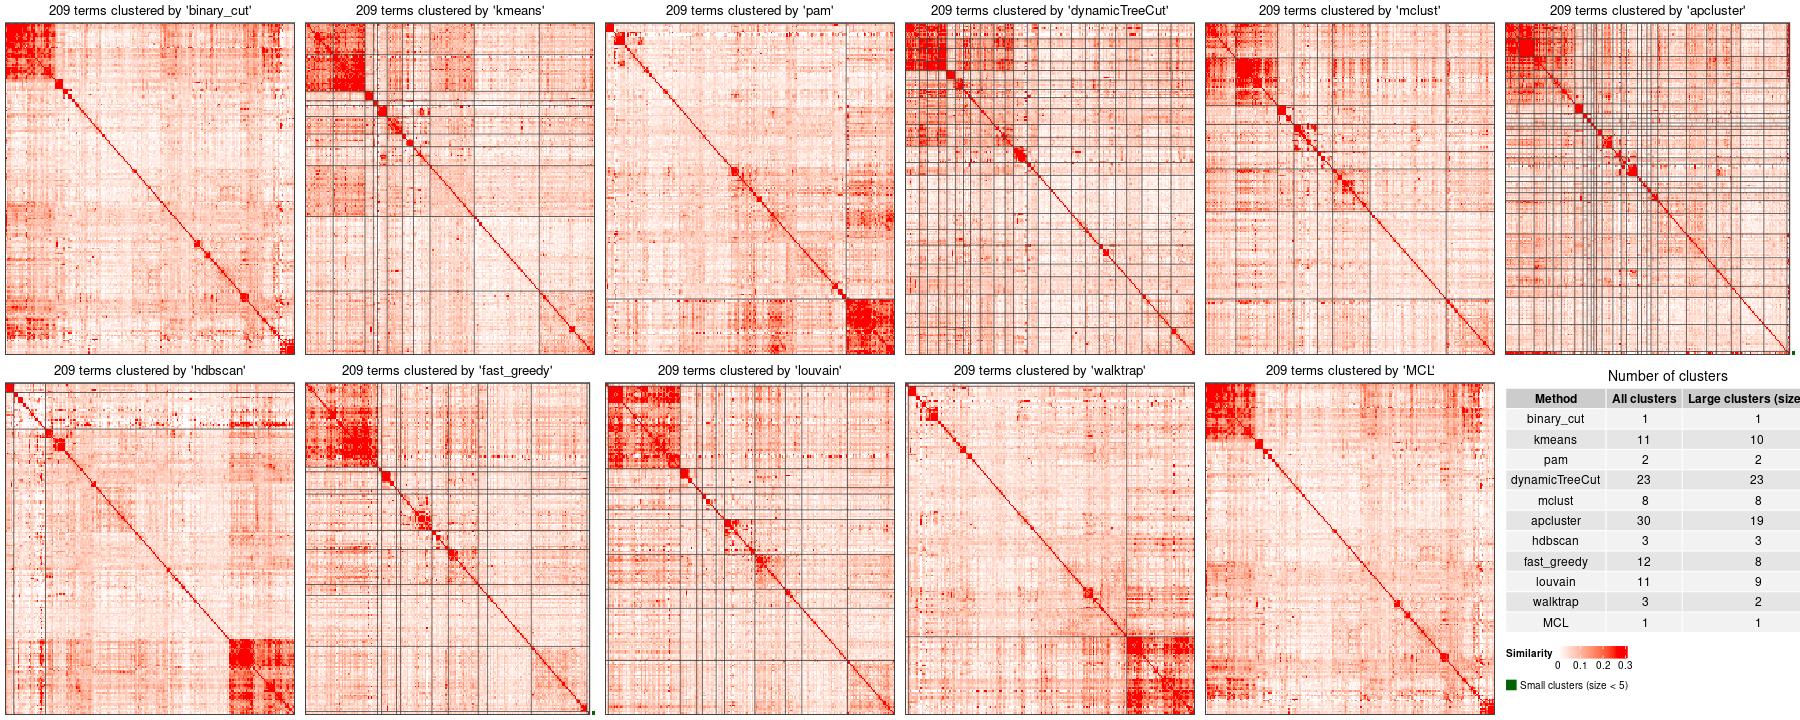 209 terms clustered by 'binary_cut'
209 terms clustered by 'kmeans'
209 terms clustered by 'pam'
209 terms clustered by 'dynamicTreeCut'
209 terms clustered by 'mclust'
209 terms clustered by 'apcluster'
209 terms clustered by 'hdbscan'
209 terms clustered by 'fast_greedy'
209 terms clustered by 'louvain'
209 terms clustered by 'walktrap'
209 terms clustered by 'MCL'
Number of clusters
Method All clusters Large clusters (size
binary_cut 1 1
kmeans 11 10
pam 2 2
dynamicTreeCut 23 23
mclust 8 8
apcluster 30 19
hdbscan 3 3
fast_greedy 12 8
louvain 11 9
walktrap 3 2
MCL 1 1
Similarity
0 0.1 0.2 0.3
Small clusters (size < 5)